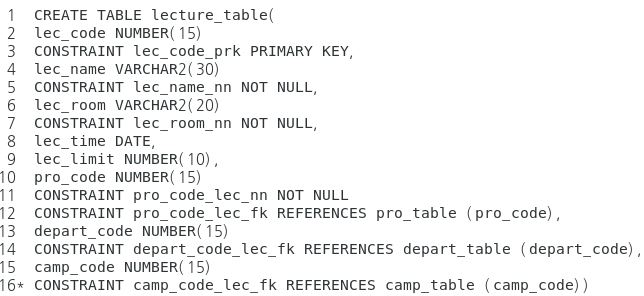 1 CREATE TABLE lecture_table(
2 lec_code NUMBER(15)
3 CONSTRAINT lec_code_prk PRIMARY KEY,
4 lec_name VARCHAR2(30)
5 CONSTRAINT lec_name_nn NOT NULL,
6 lec_room VARCHAR2(20)
7 CONSTRAINT lec_room_nn NOT NULL,
8 lec_time DATE,
9 lec_limit NUMBER(10),
10 pro_code NUMBER(15)
11 CONSTRAINT pro_code_lec_nn NOT NULL
12 CONSTRAINT pro_code_lec_fk REFERENCES pro_table (pro_code),
13 depart_code NUMBER(15)
14 CONSTRAINT depart_code_lec_fk REFERENCES depart_table (depart_code),
15 camp_code NUMBER(15)
16* CONSTRAINT camp_code_lec_fk REFERENCES camp_table (camp_code))